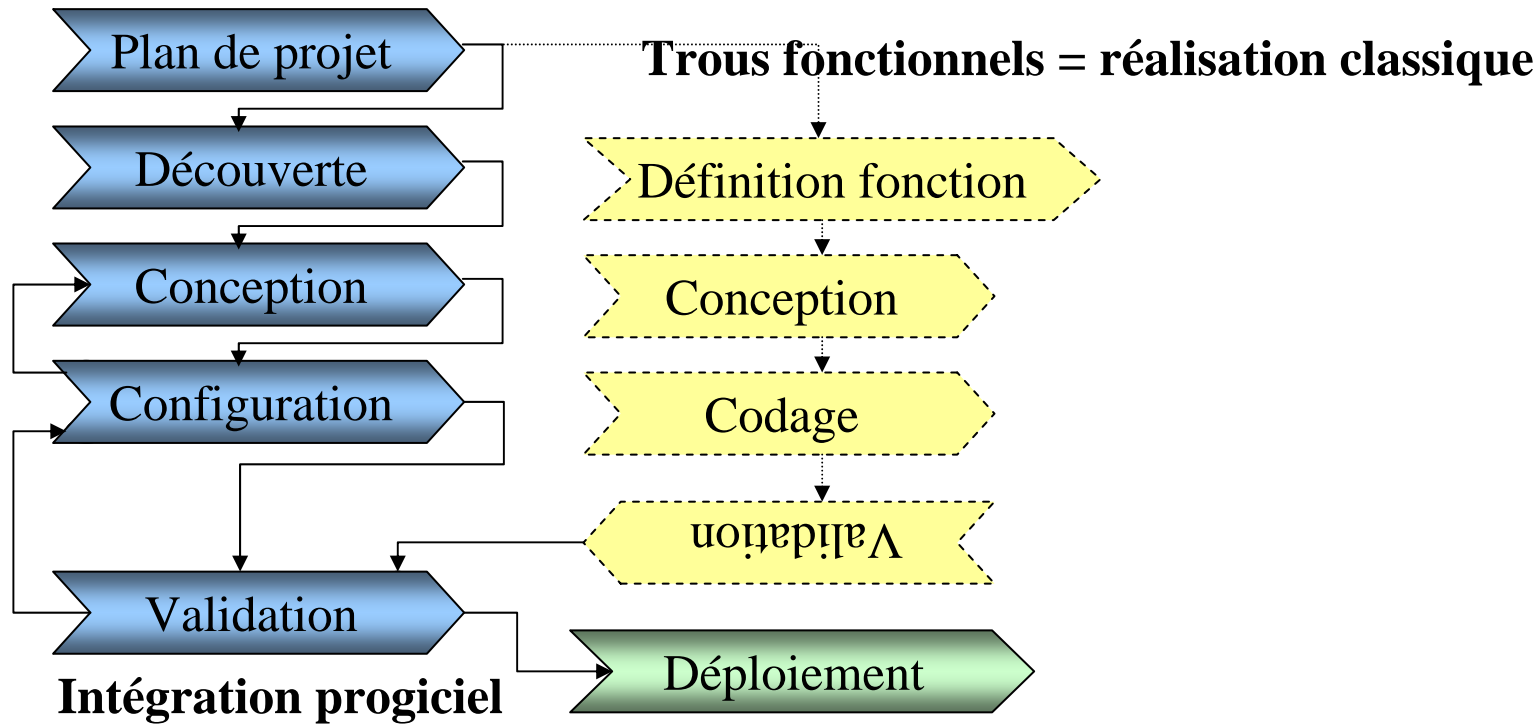 Plan de projet
Trous fonctionnels = réalisation classique
Découverte
Définition fonction
Conception
Conception
Configuration
Codage
Validation
Validation
Déploiement
Intégration progiciel